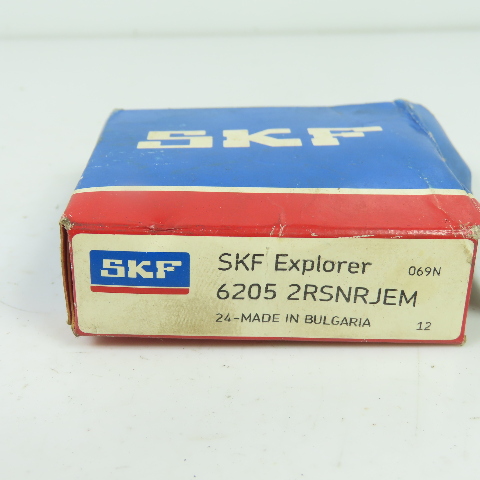 SKF
SKF
SKF Explorer 069N
6205 2RSNRJEM
24-MADE IN BULGARIA 12